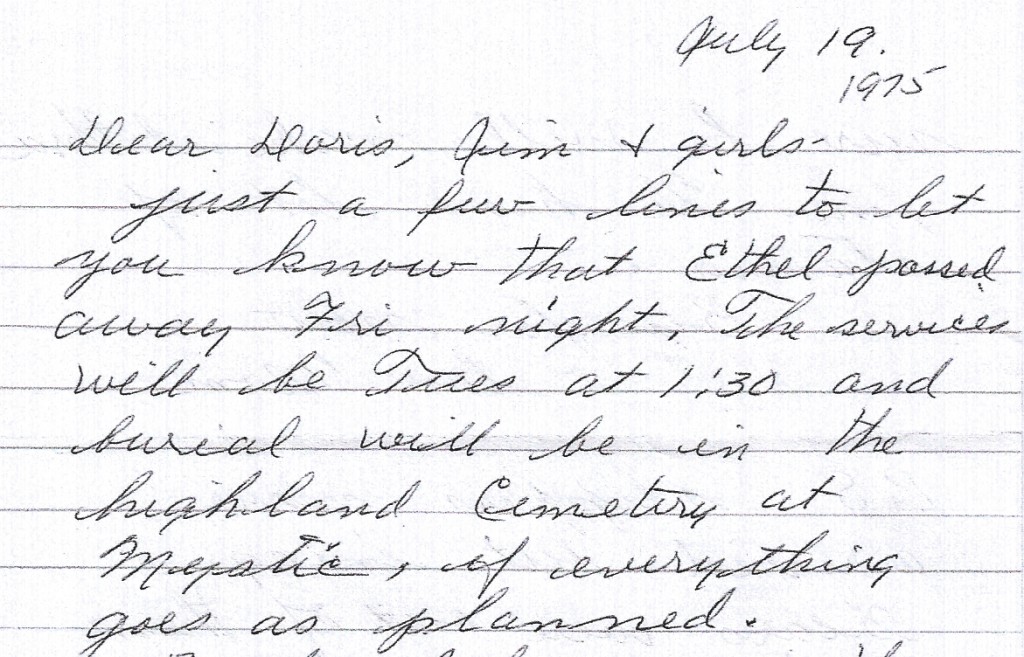 July 19.
1975
Dear Doris, Jim & girls-
just a few lines to let
you know that Ethel passed
away Fri night, The services
will be Tues at 1:30 and
burial will be in the
highland Cemetery at
Mystic, if everything
goes as planned.